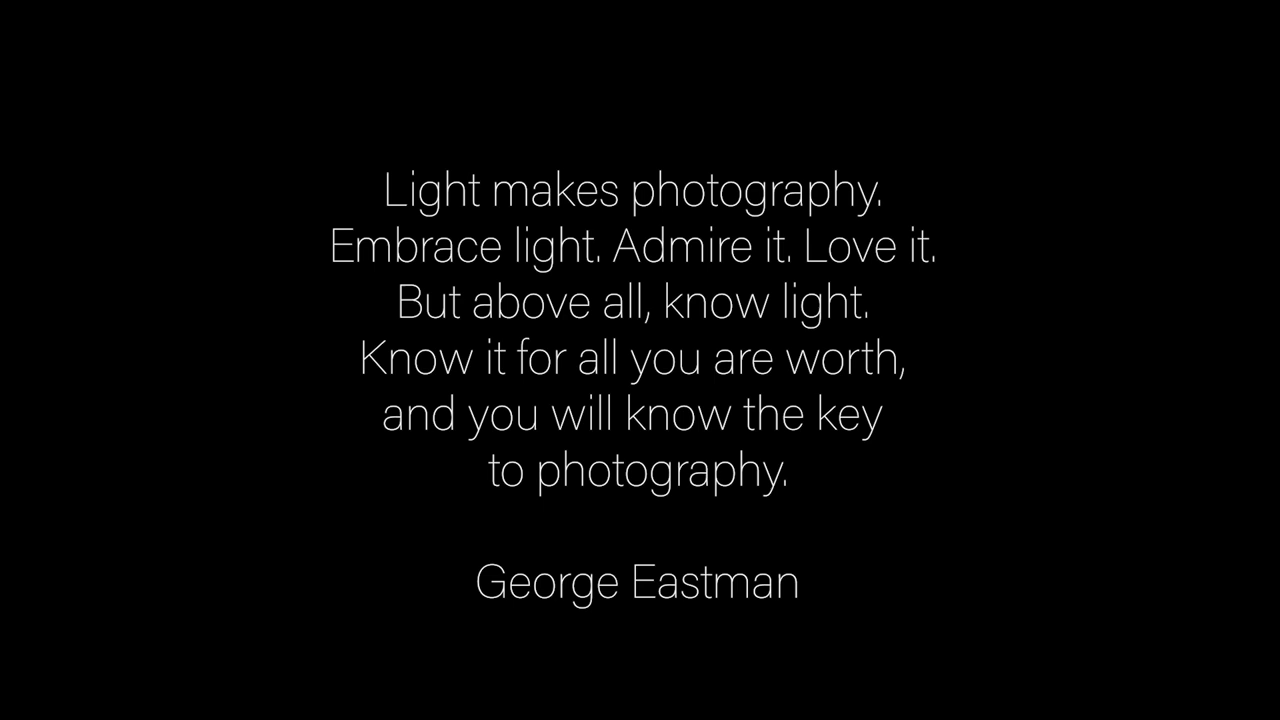 Light makes photography.
Embrace light. Admire it. Love it.
But above all, know light.
Know it for all you are worth,
and you will know the key
to photography.
George Eastman